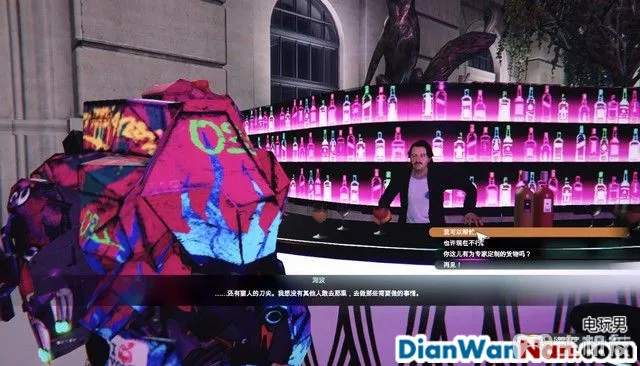 02
我可以帮忙
也许现在不行
你这儿有为专家定制的货物吗？
再见！
海波
……还有窗人的刀尖。我想没有其他人敢去那里，去做那些需要做的事情。
电玩男
DianWanNan.com